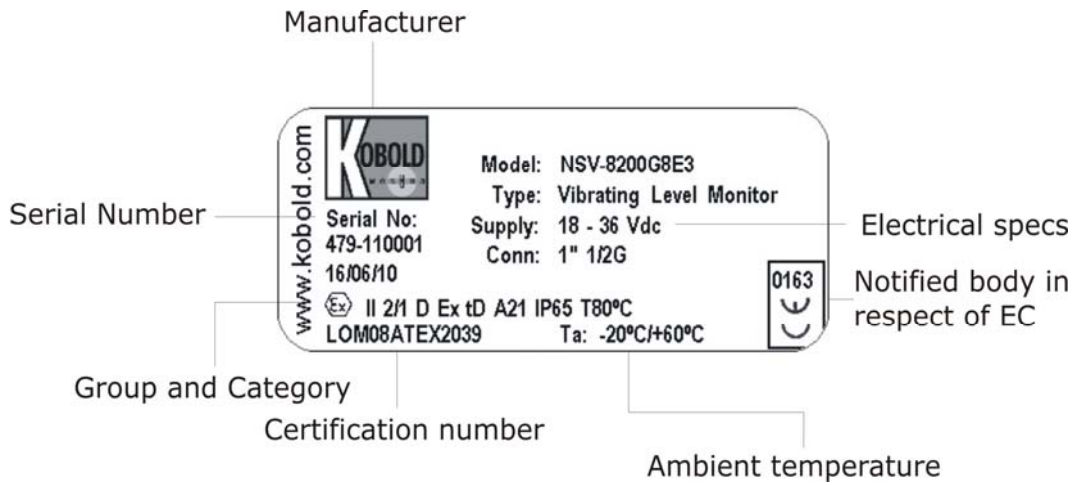 Manufacturer
www.kobold.com
KOBOLD
Serial Number
Serial No:
479-110001
16/06/10
Model: NSV-8200G8E3
Type: Vibrating Level Monitor
Supply: 18 - 36 Vdc
Conn: 1" 1/2G
Electrical specs
0163
CE
Notified body in
respect of EC
Ex II 2/1 D Ex tD A21 IP65 T80ºC
LOM08ATEX2039 Ta: -20ºC/+60ºC
Group and Category
Certification number
Ambient temperature